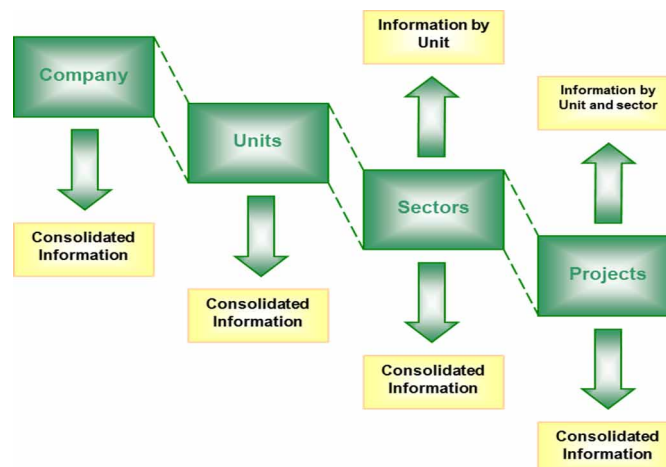 Information by
Unit
Company
Information by
Unit and sector
Units
Sectors
Consolidated
Information
Projects
Consolidated
Information
Consolidated
Information
Consolidated
Information